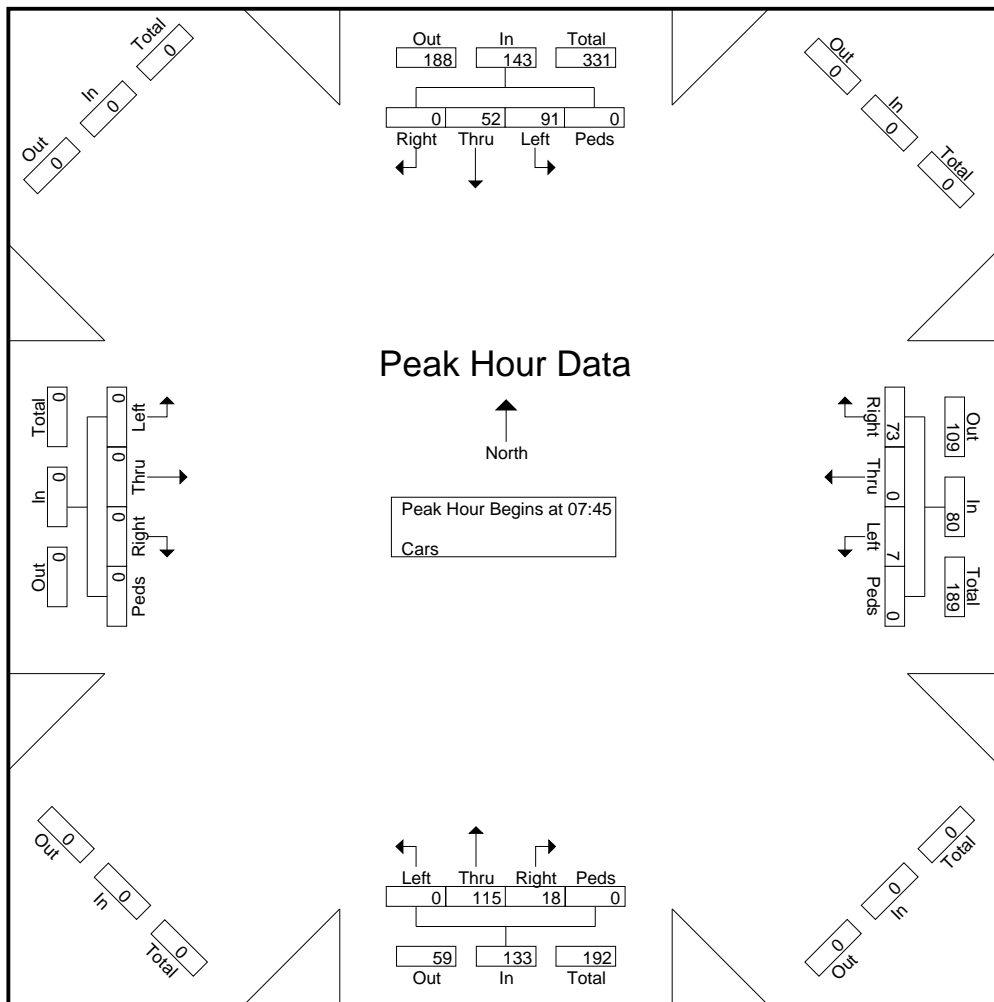 Out In Total
188 143 331
0 52 91 0
Right Thru Left Peds
Total
0
In
0
Out
0
Out
0
In
0
Total
0
Peak Hour Data
North
Peak Hour Begins at 07:45
Cars
Total
0
In
0
Out
0
0 0 0 0
Left Thru Right Peds
Right Thru Left Peds
73 0 7 0
Out
109
In
80
Total
189
0
Out
0
In
0
Total
0
Total
0
In
0
Out
Left Thru Right Peds
0 115 18 0
59 133 192
Out In Total